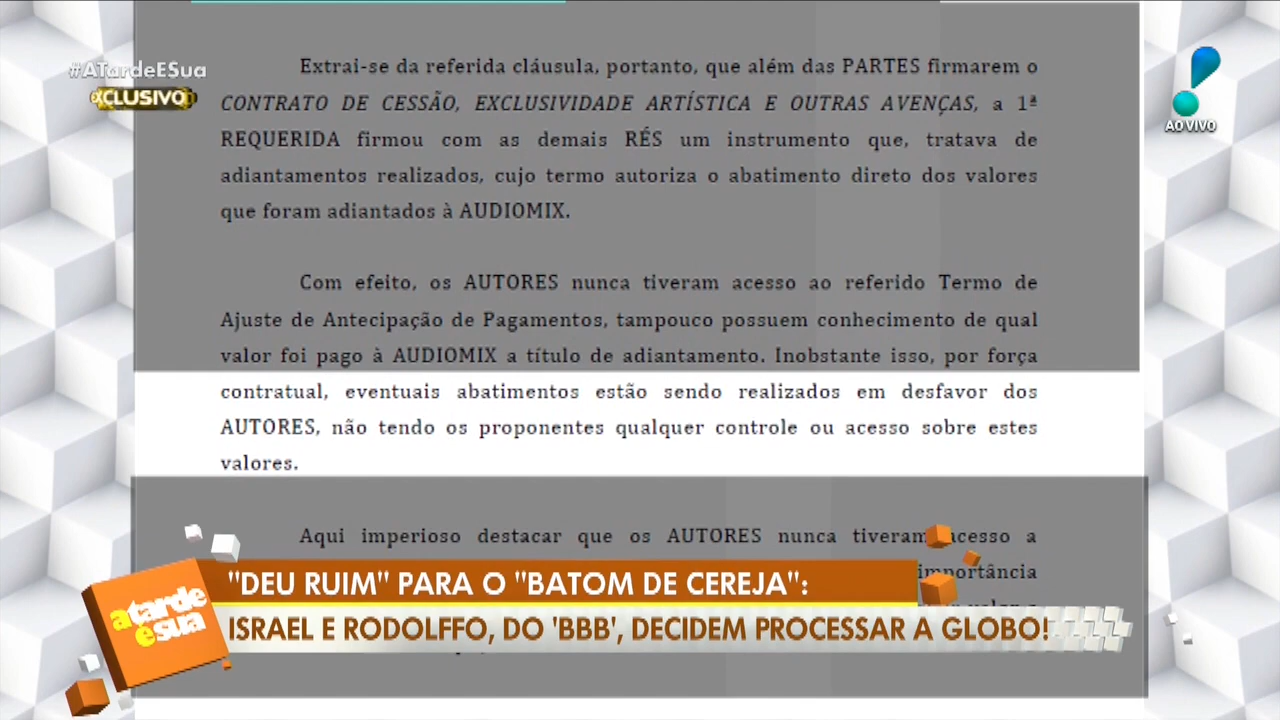 #ATardeESua
XCLUSIVO
AO VIVO
Extrai-se da referida cláusula, portanto, que além das PARTES firmarem o
CONTRATO DE CESSÃO, EXCLUSIVIDADE ARTÍSTICA E OUTRAS AVENÇAS, a 1ª
REQUERIDA firmou com as demais RÉS um instrumento que, tratava de
adiantamentos realizados, cujo termo autoriza o abatimento direto dos valores
que foram adiantados à AUDIOMIX.
Com efeito, os AUTORES nunca tiveram acesso ao referido Termo de
Ajuste de Antecipação de Pagamentos, tampouco possuem conhecimento de qual
valor foi pago à AUDIOMIX a título de adiantamento. Inobstante isso, por força
contratual, eventuais abatimentos estão sendo realizados em desfavor dos
AUTORES, não tendo os proponentes qualquer controle ou acesso sobre estes
valores.
Aqui imperioso destacar que os AUTORES nunca tiveram acesso a
importância
"DEU RUIM" PARA O "BATOM DE CEREJA":
ISRAEL E RODOLFFO, DO 'BBB', DECIDEM PROCESSAR A GLOBO!
a tarde
é sua